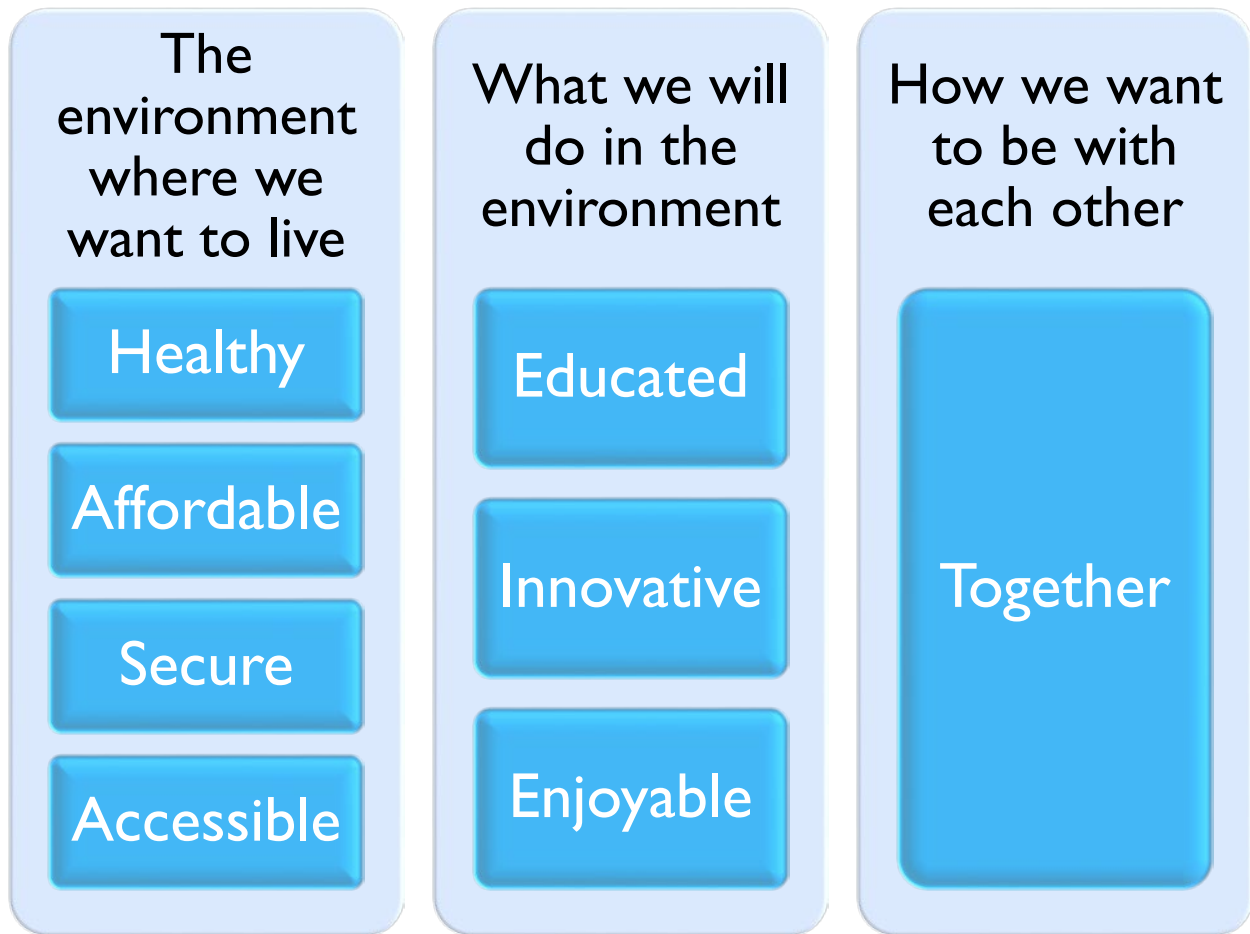 The
environment
where we
want to live
Healthy
Affordable
Secure
Accessible
What we will
do in the
environment
Educated
Innovative
Enjoyable
How we want
to be with
each other
Together